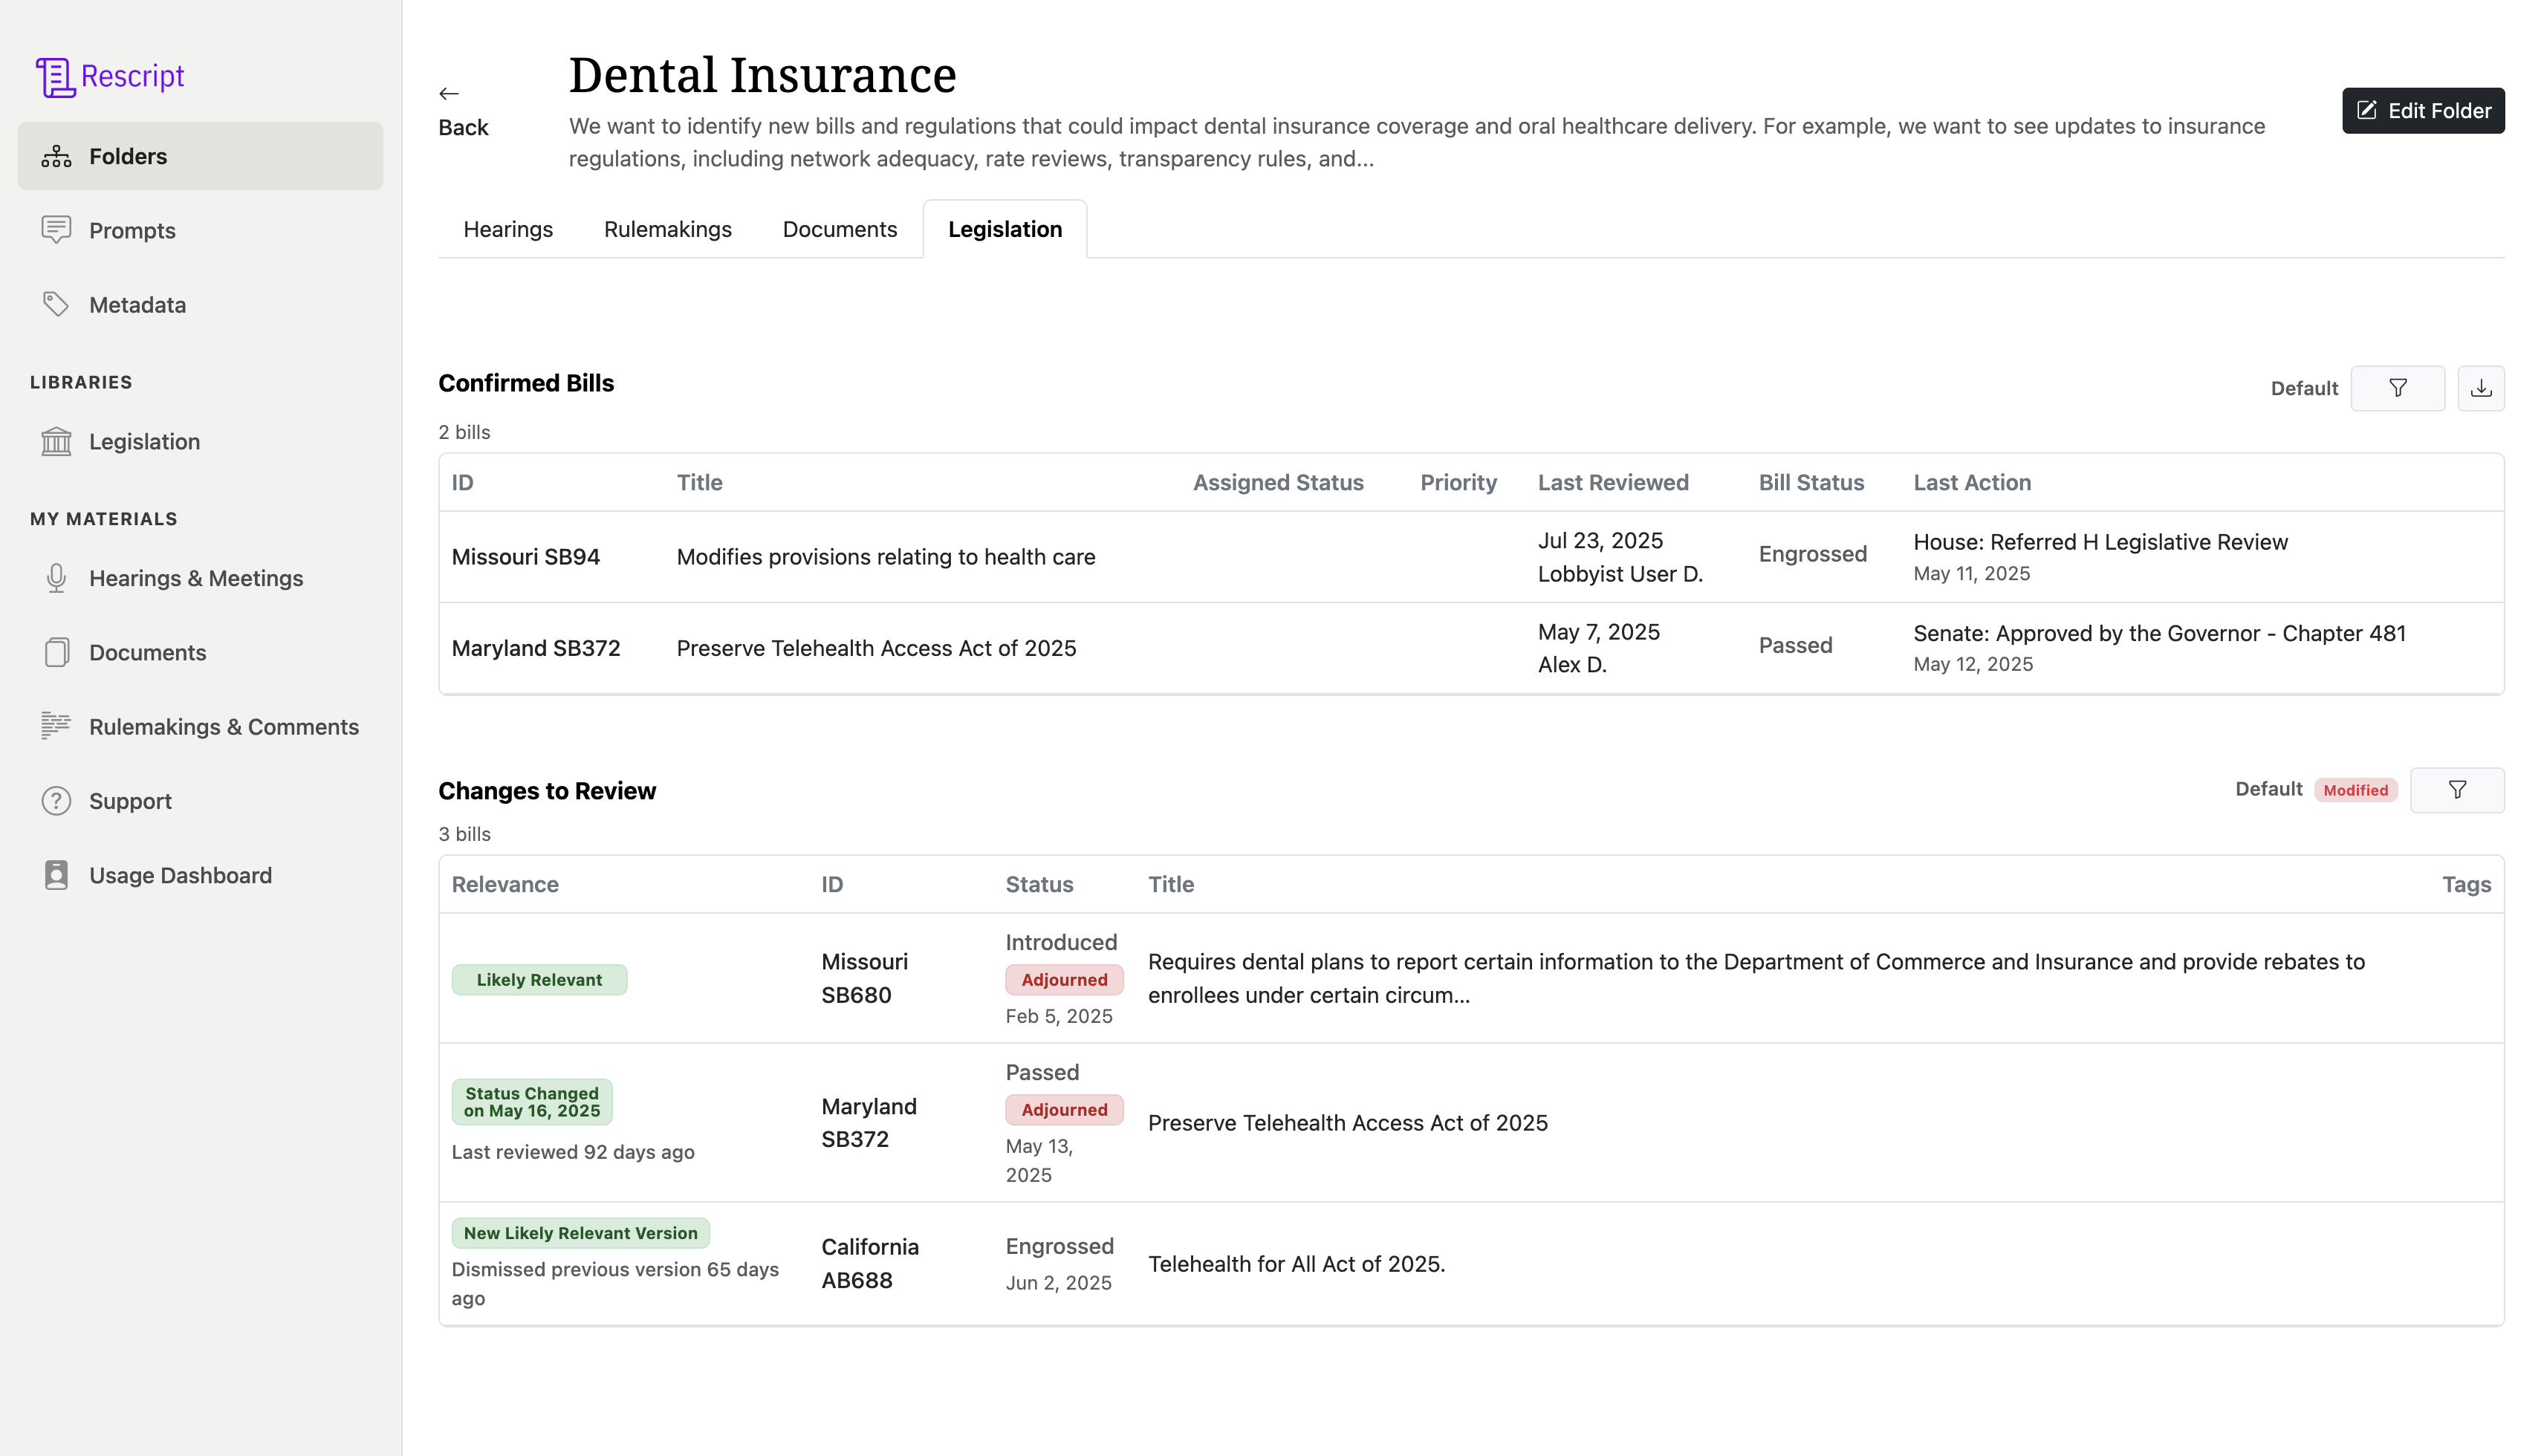 Rescript
Folders
Prompts
Metadata
LIBRARIES
Legislation
MY MATERIALS
Hearings & Meetings
Documents
Rulemakings & Comments
Support
Usage Dashboard
←
Back
Dental Insurance
We want to identify new bills and regulations that could impact dental insurance coverage and oral healthcare delivery. For example, we want to see updates to insurance
regulations, including network adequacy, rate reviews, transparency rules, and...
Edit Folder
Hearings Rulemakings Documents Legislation
Confirmed Bills
Default
2 bills
ID Title Assigned Status Priority Last Reviewed Bill Status Last Action
Missouri SB94 Modifies provisions relating to health care
Jul 23, 2025
Lobbyist User D.
Engrossed
House: Referred H Legislative Review
May 11, 2025
Maryland SB372 Preserve Telehealth Access Act of 2025
May 7, 2025
Alex D.
Passed
Senate: Approved by the Governor - Chapter 481
May 12, 2025
Changes to Review
Default Modified
3 bills
Relevance ID Status Title Tags
Likely Relevant
Missouri
SB680
Introduced
Adjourned
Feb 5, 2025
Requires dental plans to report certain information to the Department of Commerce and Insurance and provide rebates to
enrollees under certain circum...
Status Changed
on May 16, 2025
Last reviewed 92 days ago
Maryland
SB372
Passed
Adjourned
May 13,
2025
Preserve Telehealth Access Act of 2025
New Likely Relevant Version
Dismissed previous version 65 days
ago
California
AB688
Engrossed
Jun 2, 2025
Telehealth for All Act of 2025.